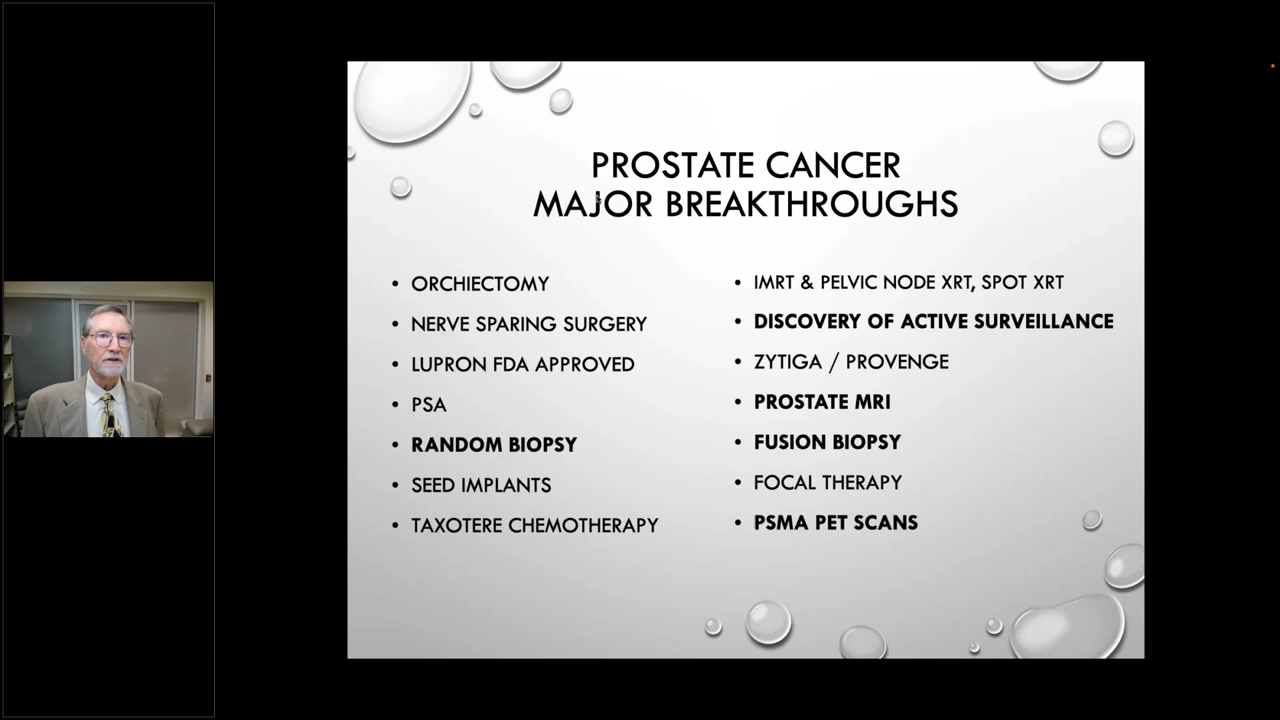 PROSTATE CANCER
MAJOR BREAKTHROUGHS
• ORCHIECTOMY
• NERVE SPARING SURGERY
• LUPRON FDA APPROVED
• PSA
• RANDOM BIOPSY
• SEED IMPLANTS
• TAXOTERE CHEMOTHERAPY
• IMRT & PELVIC NODE XRT, SPOT XRT
• DISCOVERY OF ACTIVE SURVEILLANCE
• ZYTIGA / PROVENGE
• PROSTATE MRI
• FUSION BIOPSY
• FOCAL THERAPY
• PSMA PET SCANS